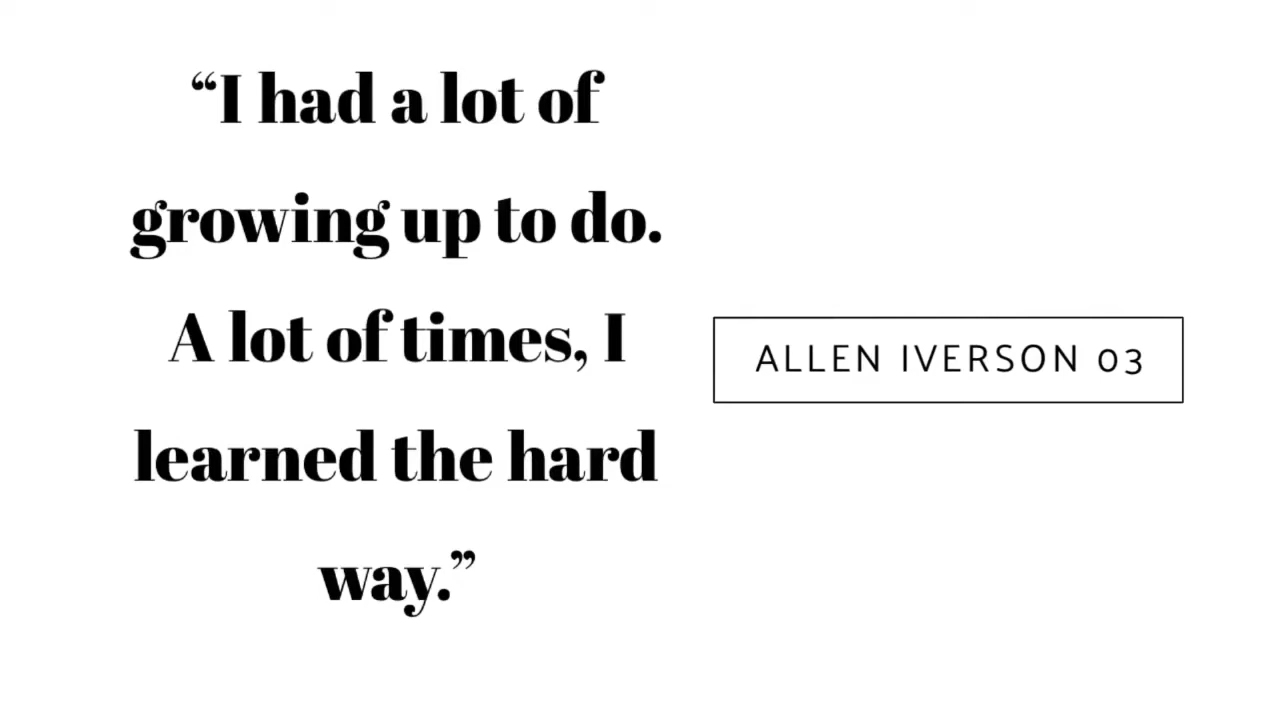 “I had a lot of
growing up to do.
A lot of times, I
learned the hard
way.”
ALLEN IVERSON 03